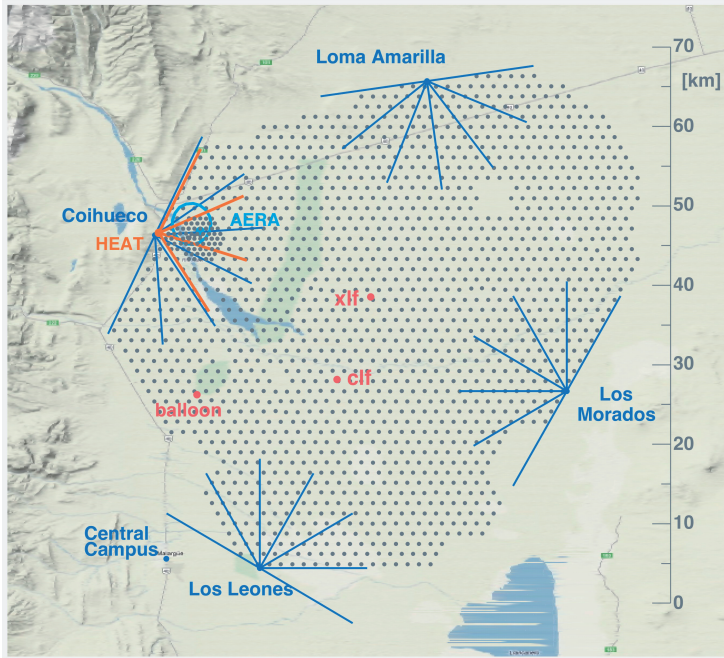 Loma Amarilla
70
[km]
60
50
Coihueco
AERA
HEAT
40
xlf
30
clf
Los
Morados
balloon
20
10
Central
Campus
Malargüe
Los Leones
0